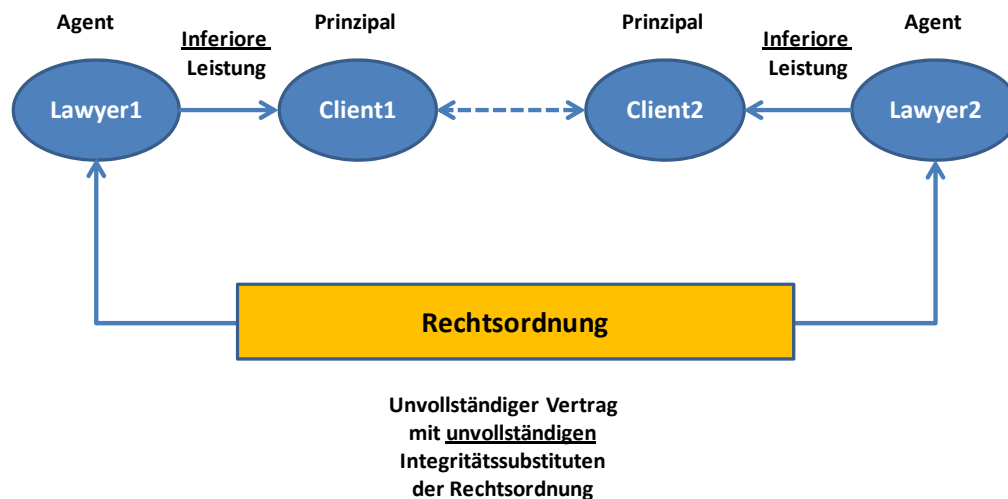 Agent
Prinzipal
Prinzipal
Agent
Inferiore
Leistung
Inferiore
Leistung
Lawyer1
Client1
Client2
Lawyer2
Rechtsordnung
Unvollständiger Vertrag
mit unvollständigen
Integritätssubstituten
der Rechtsordnung